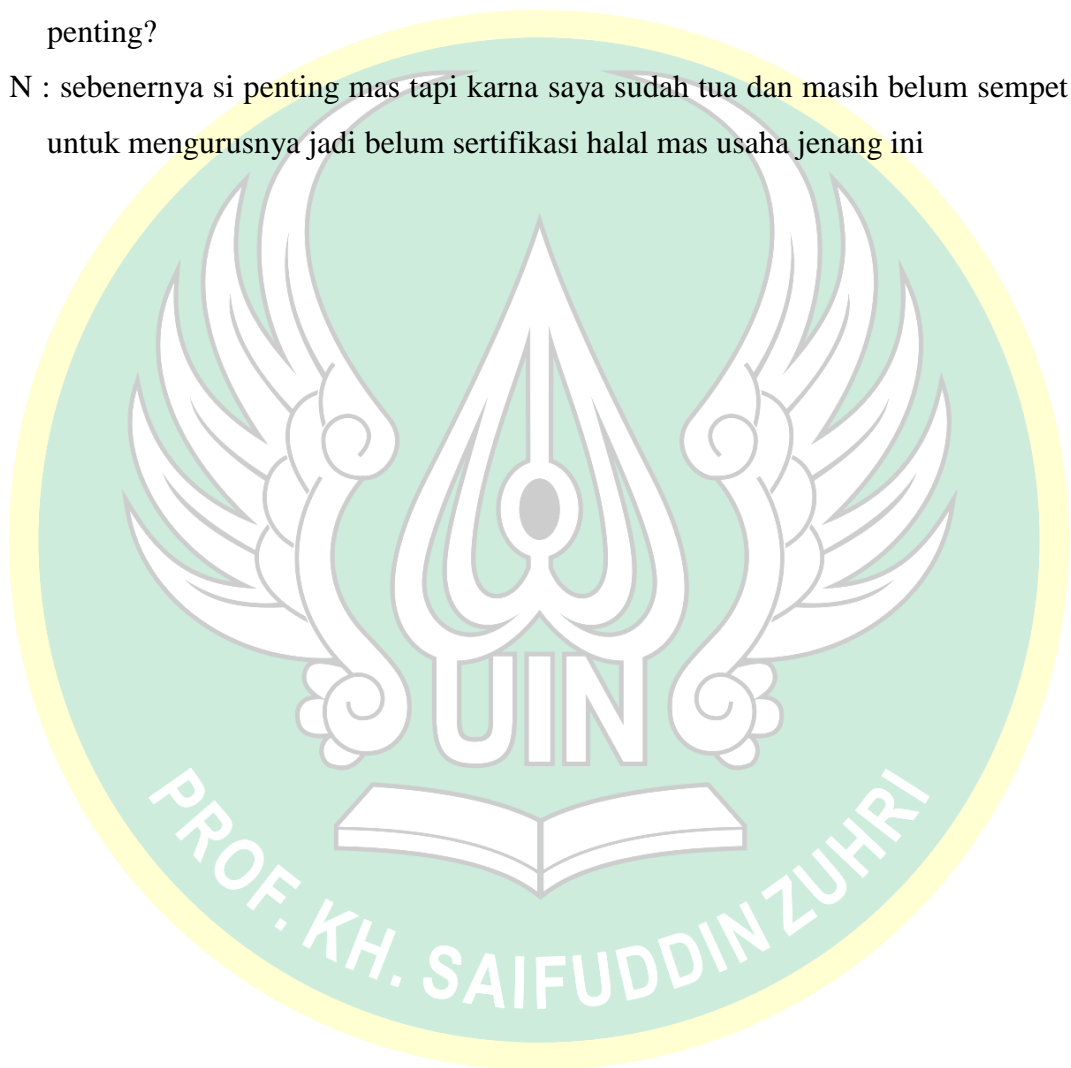 penting?
N : sebenernya si penting mas tapi karna saya sudah tua dan masih belum sempet
untuk mengurusnya jadi belum sertifikasi halal mas usaha jenang ini
UIN
PROF. KH. SAIFUDDIN ZUHRI